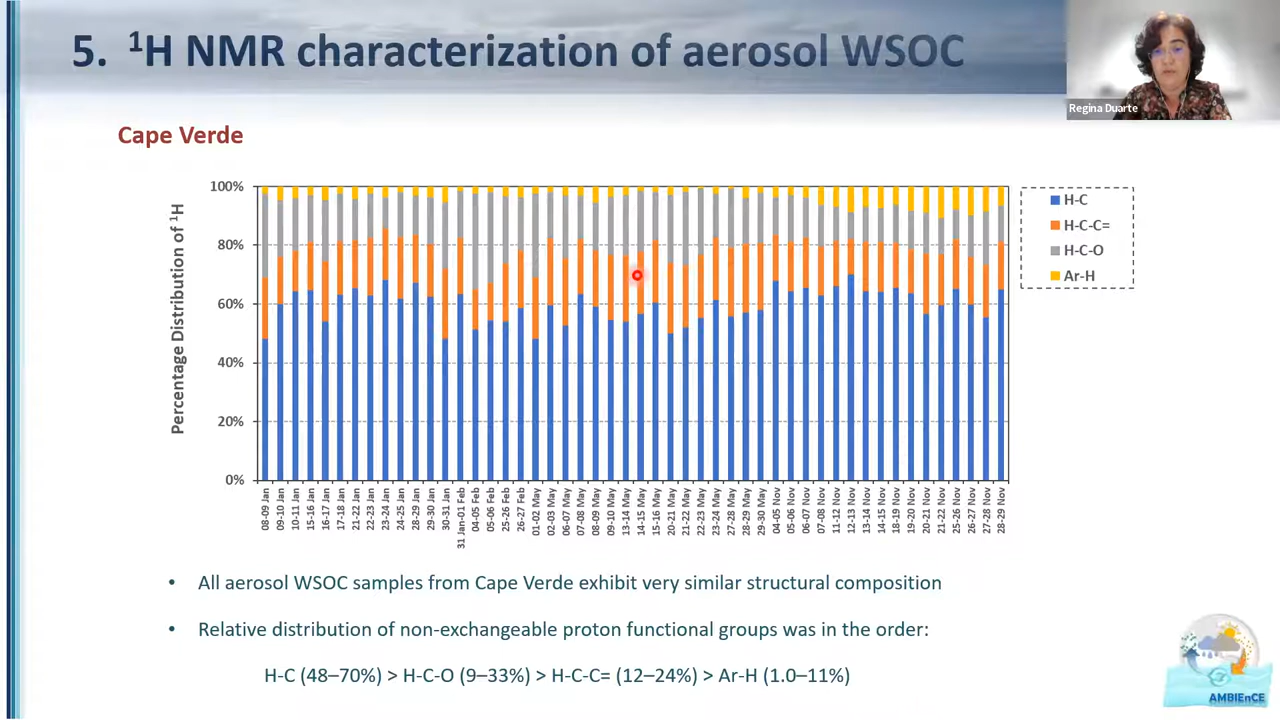 5. ¹H NMR characterization of aerosol WSOC
Regina Duarte
Cape Verde
Percentage Distribution of ¹H
100%
80%
60%
40%
20%
0%
H-C
H-C-C=
H-C-O
Ar-H
08-09 Jan
09-10 Jan
10-11 Jan
15-16 Jan
16-17 Jan
17-18 Jan
21-22 Jan
22-23 Jan
23-24 Jan
24-25 Jan
28-29 Jan
29-30 Jan
30-31 Jan
31 Jan-01 Feb
04-05 Feb
05-06 Feb
25-26 Feb
26-27 Feb
01-02 May
02-03 May
06-07 May
07-08 May
08-09 May
09-10 May
13-14 May
14-15 May
15-16 May
20-21 May
21-22 May
22-23 May
23-24 May
27-28 May
28-29 May
29-30 May
04-05 Nov
05-06 Nov
06-07 Nov
07-08 Nov
11-12 Nov
12-13 Nov
13-14 Nov
14-15 Nov
18-19 Nov
19-20 Nov
20-21 Nov
21-22 Nov
25-26 Nov
26-27 Nov
27-28 Nov
28-29 Nov
• All aerosol WSOC samples from Cape Verde exhibit very similar structural composition
• Relative distribution of non-exchangeable proton functional groups was in the order:
H-C (48–70%) > H-C-O (9–33%) > H-C-C= (12–24%) > Ar-H (1.0–11%)
AMBIEnCE